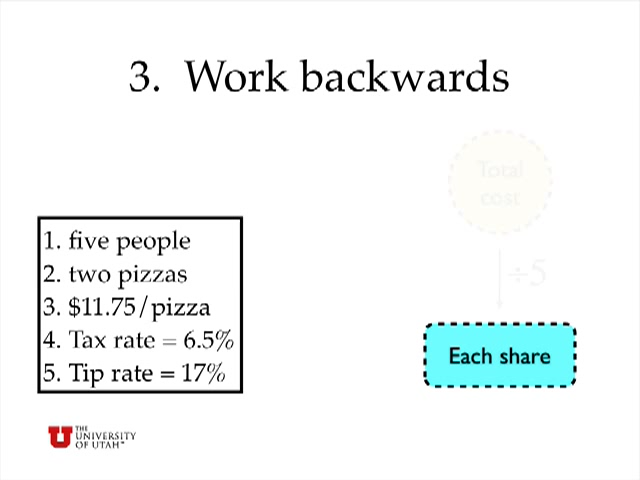 3. Work backwards
Total
cost
÷5
1. five people
2. two pizzas
3. $11.75/pizza
4. Tax rate = 6.5%
5. Tip rate = 17%
Each share
THE
UNIVERSITY
OF UTAH™